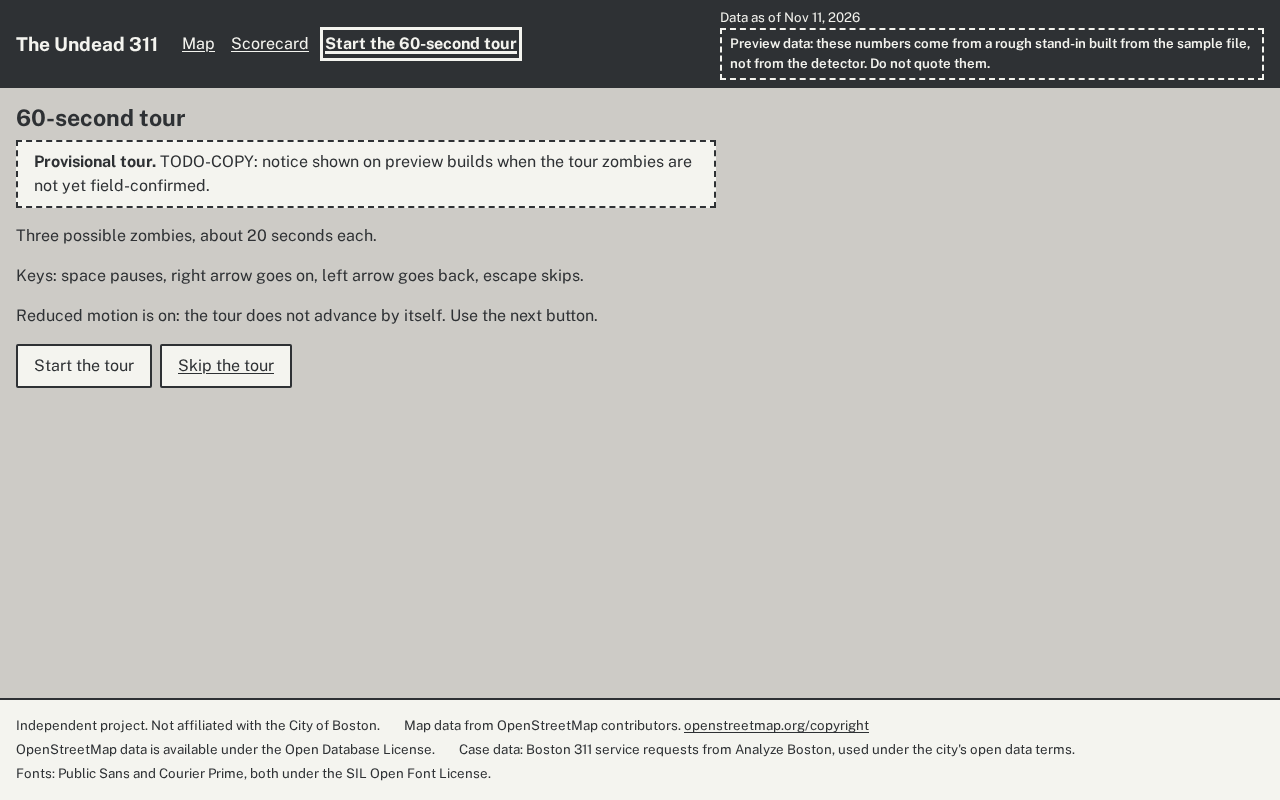 The Undead 311
Map
Scorecard
Start the 60-second tour
Data as of Nov 11, 2026
Preview data: these numbers come from a rough stand-in built from the sample file,
not from the detector. Do not quote them.
60-second tour
Provisional tour. TODO-COPY: notice shown on preview builds when the tour zombies are
not yet field-confirmed.
Three possible zombies, about 20 seconds each.
Keys: space pauses, right arrow goes on, left arrow goes back, escape skips.
Reduced motion is on: the tour does not advance by itself. Use the next button.
Start the tour
Skip the tour
Independent project. Not affiliated with the City of Boston.
Map data from OpenStreetMap contributors. openstreetmap.org/copyright
OpenStreetMap data is available under the Open Database License.
Case data: Boston 311 service requests from Analyze Boston, used under the city's open data terms.
Fonts: Public Sans and Courier Prime, both under the SIL Open Font License.